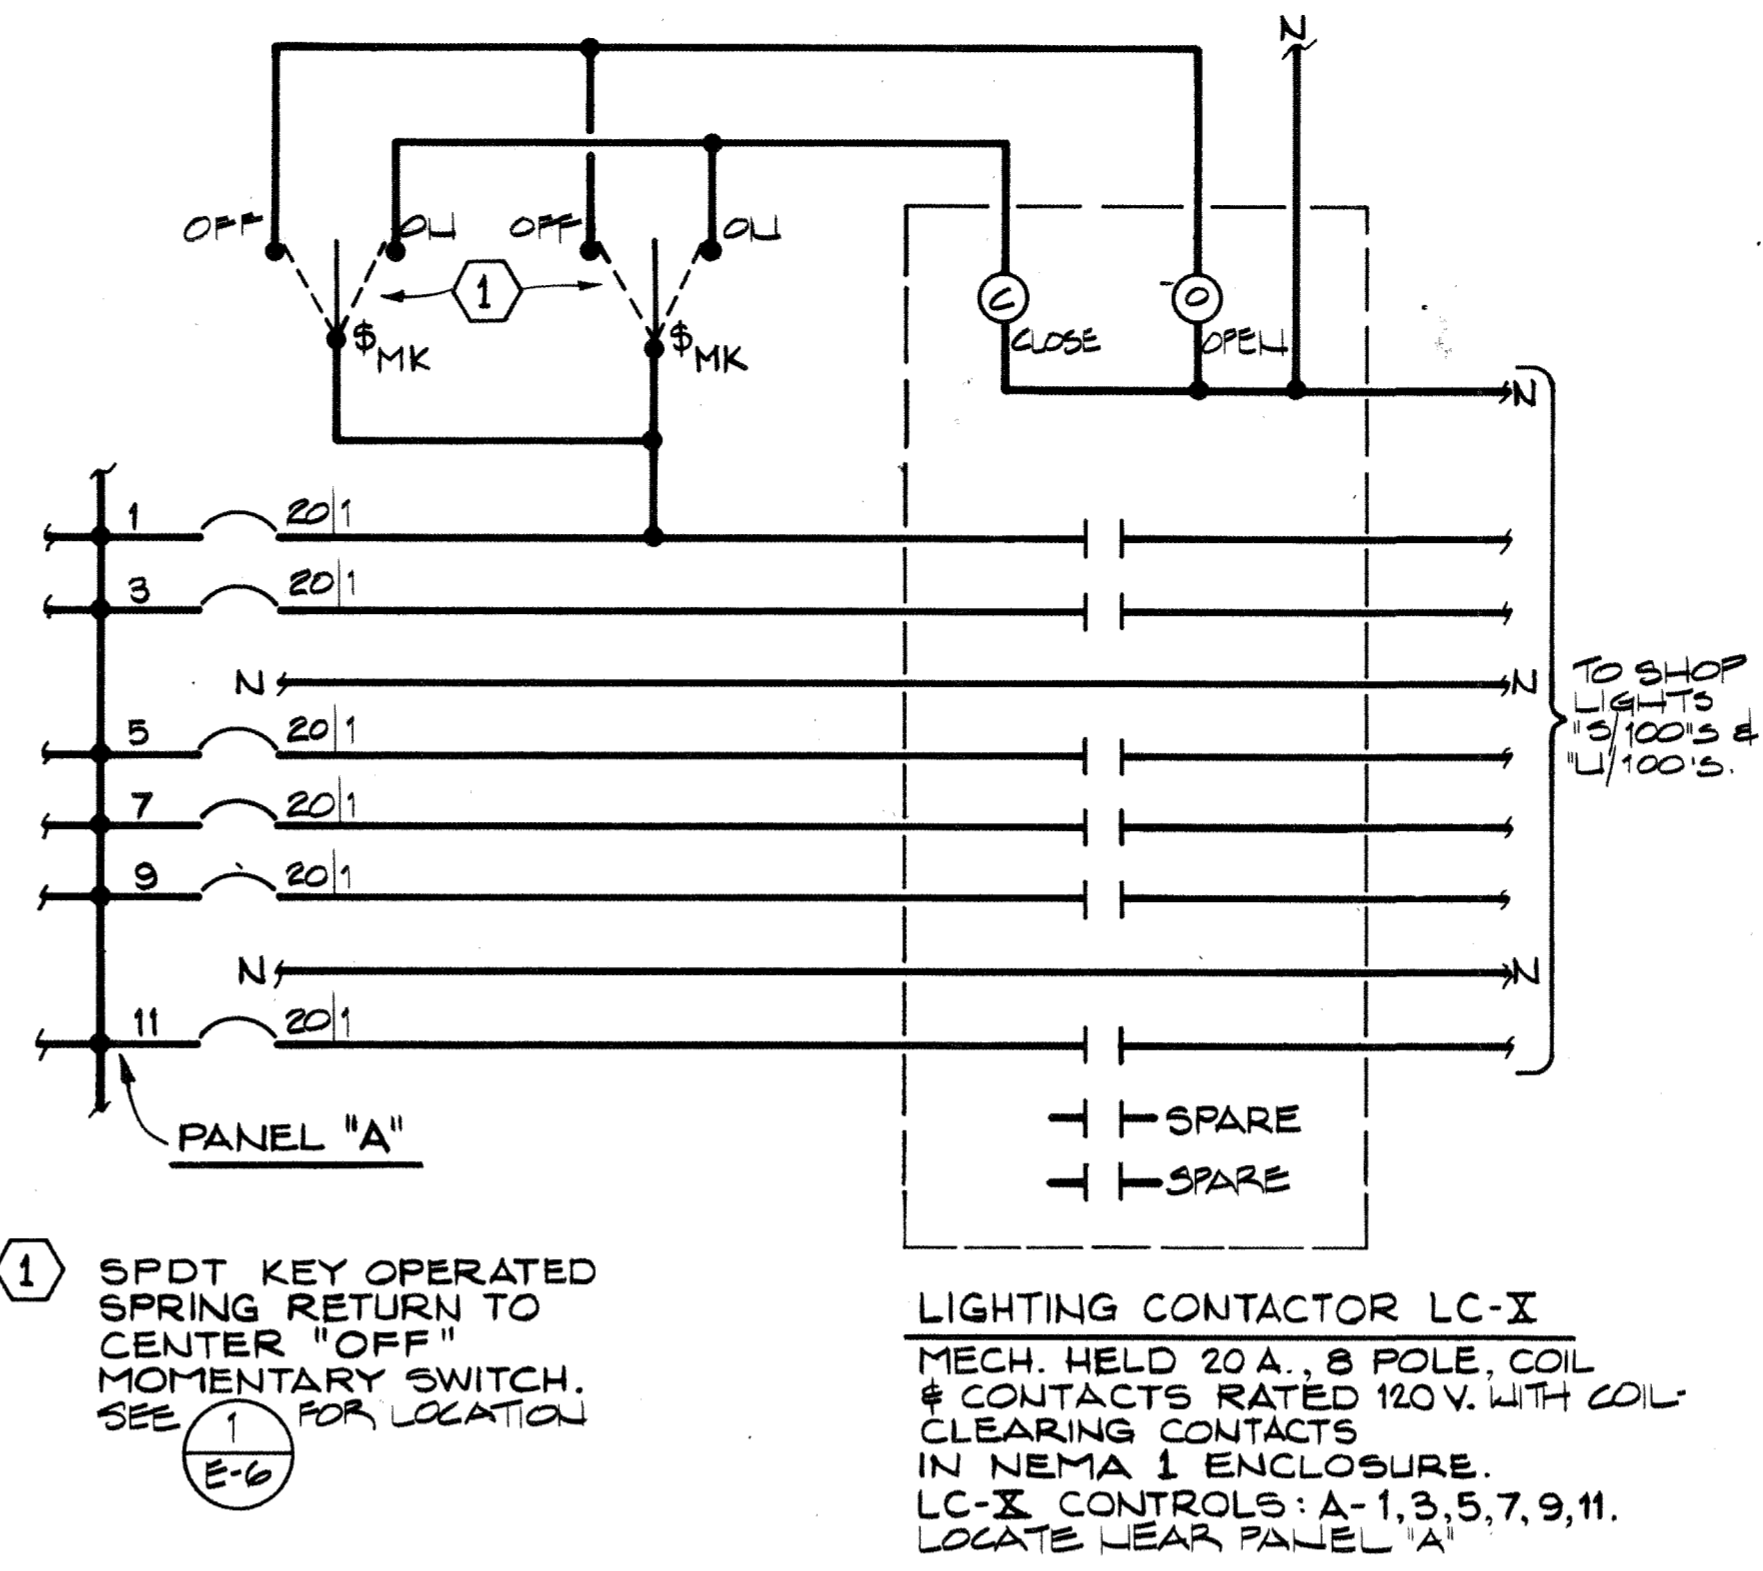 N
OFF
ON
OFF
ON
1
$MK
$MK
C
CLOSE
O
OPEN
N
1
20/1
3
20/1
N
N
5
20/1
7
20/1
9
20/1
N
N
11
20/1
TO SHOP
LIGHTS
"S/100"S &
PANEL "A"
SPARE
SPARE
1
SPDT KEY OPERATED
SPRING RETURN TO
CENTER "OFF"
MOMENTARY SWITCH.
SEE 1/E-6 FOR LOCATION
LIGHTING CONTACTOR LC-X
MECH. HELD 20 A., 8 POLE, COIL
& CONTACTS RATED 120 V. WITH COIL-
CLEARING CONTACTS
IN NEMA 1 ENCLOSURE.
LC-X CONTROLS: A-1,3,5,7,9,11.
LOCATE NEAR PANEL "A"